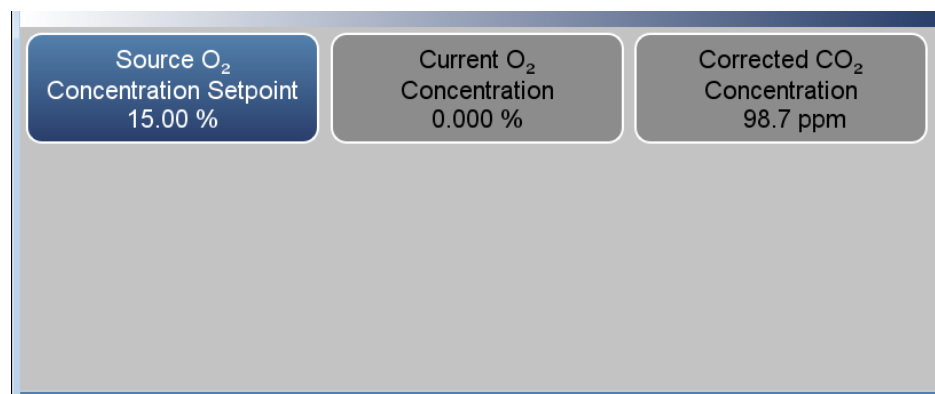 Source O₂
Concentration Setpoint
15.00 %
Current O₂
Concentration
0.000 %
Corrected CO₂
Concentration
98.7 ppm